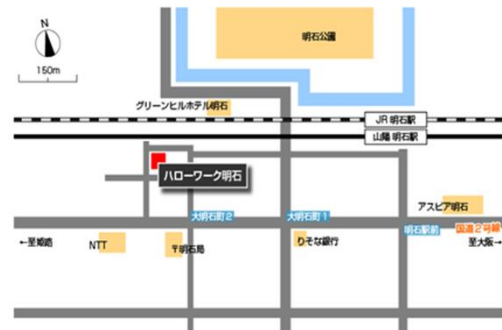 N
150m
明石公園
グリーンヒルホテル明石
JR 明石駅
山陽 明石駅
ハローワーク明石
アスピア明石
大明石町2
大明石町1
明石駅前
国道2号線
←至姫路
NTT
〒明石局
りそな銀行
至大阪→